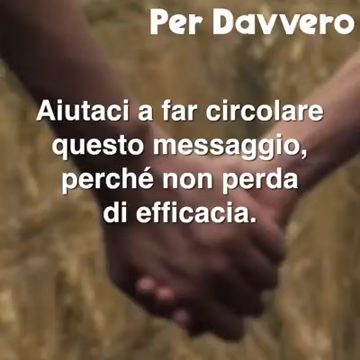 Per Davvero
Aiutaci a far circolare
questo messaggio,
perché non perda
di efficacia.